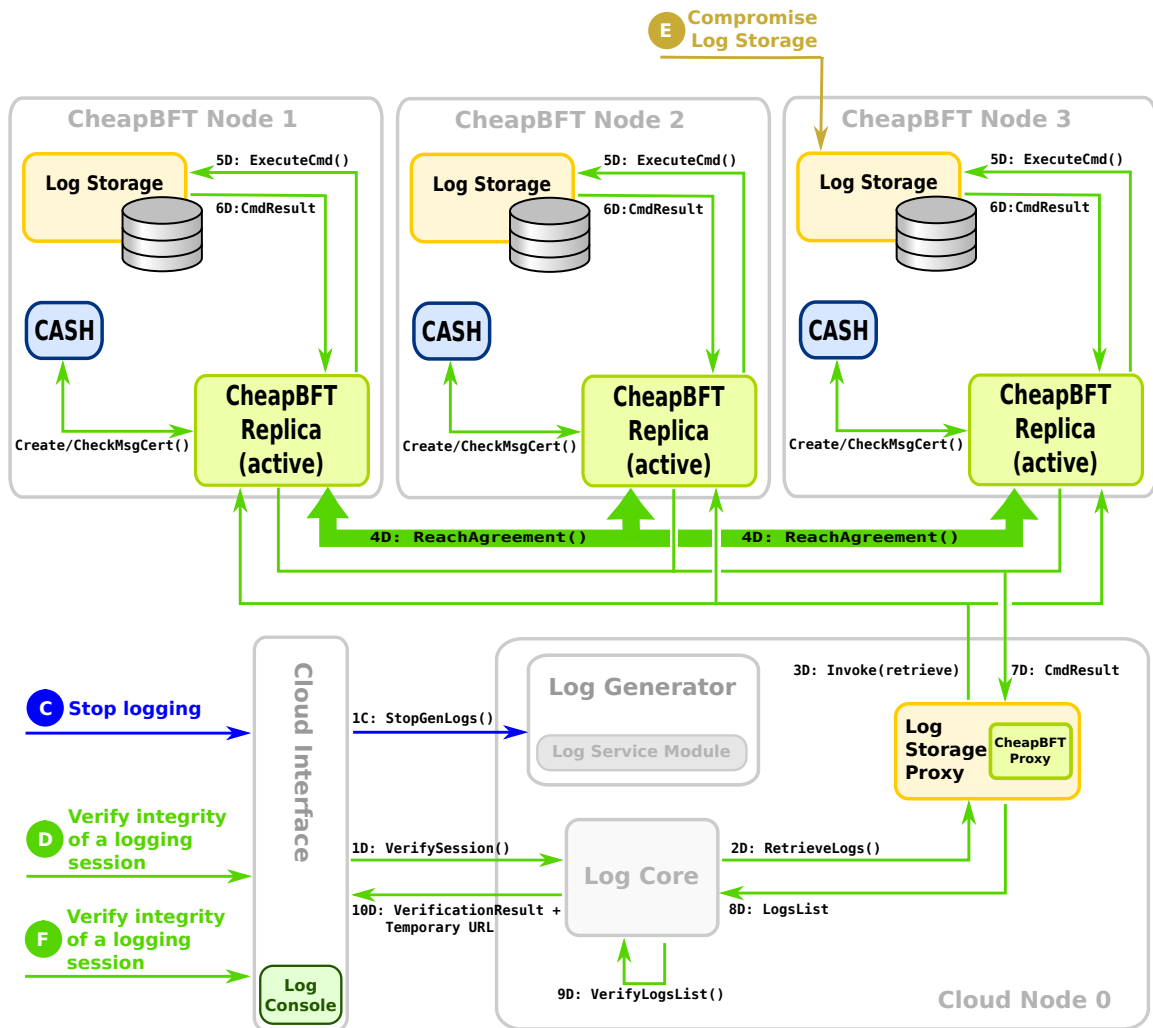 E
Compromise
Log Storage
CheapBFT Node 1
5D: ExecuteCmd()
Log Storage
6D:CmdResult
CASH
CheapBFT
Replica
(active)
Create/CheckMsgCert()
CheapBFT Node 2
5D: ExecuteCmd()
Log Storage
6D:CmdResult
CASH
CheapBFT
Replica
(active)
Create/CheckMsgCert()
CheapBFT Node 3
5D: ExecuteCmd()
Log Storage
6D:CmdResult
CASH
CheapBFT
Replica
(active)
Create/CheckMsgCert()
4D: ReachAgreement()
4D: ReachAgreement()
C
Stop logging
D
Verify integrity
of a logging
session
F
Verify integrity
of a logging
session
Cloud Interface
Log
Console
1C: StopGenLogs()
Log Generator
Log Service Module
3D: Invoke(retrieve)
7D: CmdResult
Log
Storage
Proxy
CheapBFT
Proxy
1D: VerifySession()
Log Core
2D: RetrieveLogs()
10D: VerificationResult +
Temporary URL
8D: LogsList
9D: VerifyLogsList()
Cloud Node 0